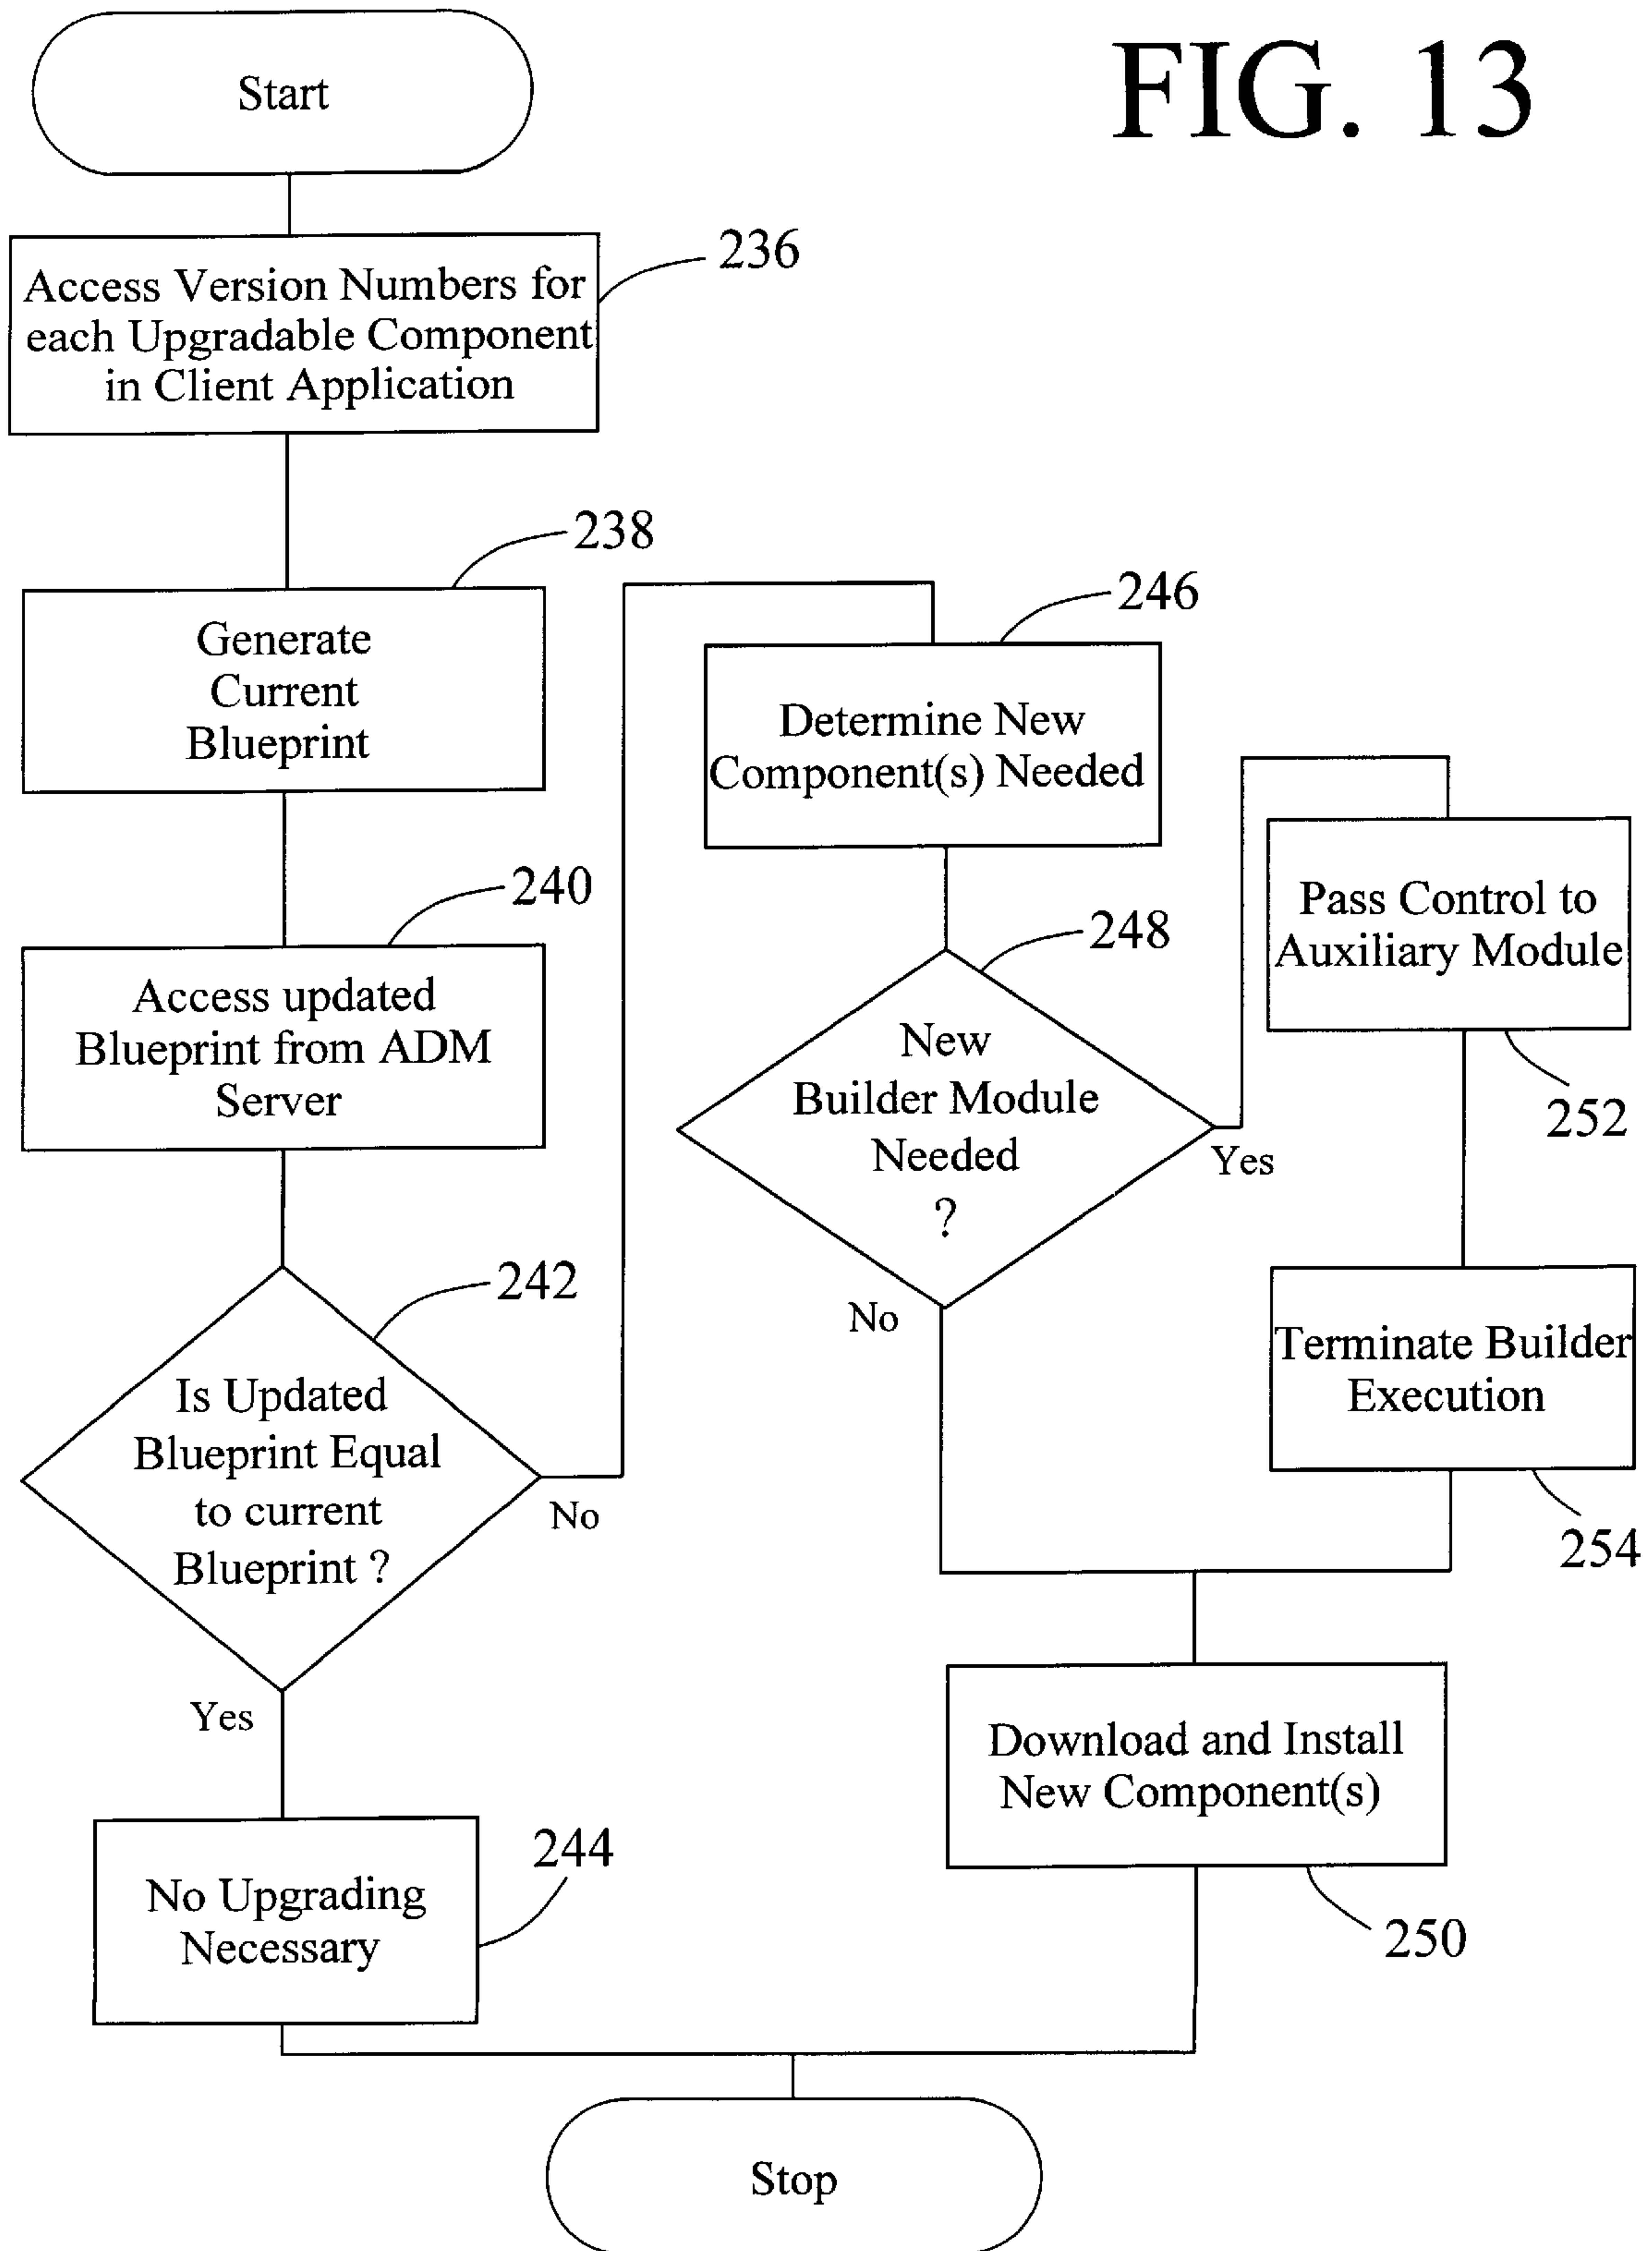 FIG. 13
Start
236
Access Version Numbers for
each Upgradable Component
in Client Application
238
Generate
Current
Blueprint
240
Access updated
Blueprint from ADM
Server
242
Is Updated
Blueprint Equal
to current
Blueprint ?
No
Yes
244
No Upgrading
Necessary
246
Determine New
Component(s) Needed
248
New
Builder Module
Needed
?
Yes
No
Pass Control to
Auxiliary Module
252
Terminate Builder
Execution
254
Download and Install
New Component(s)
250
Stop